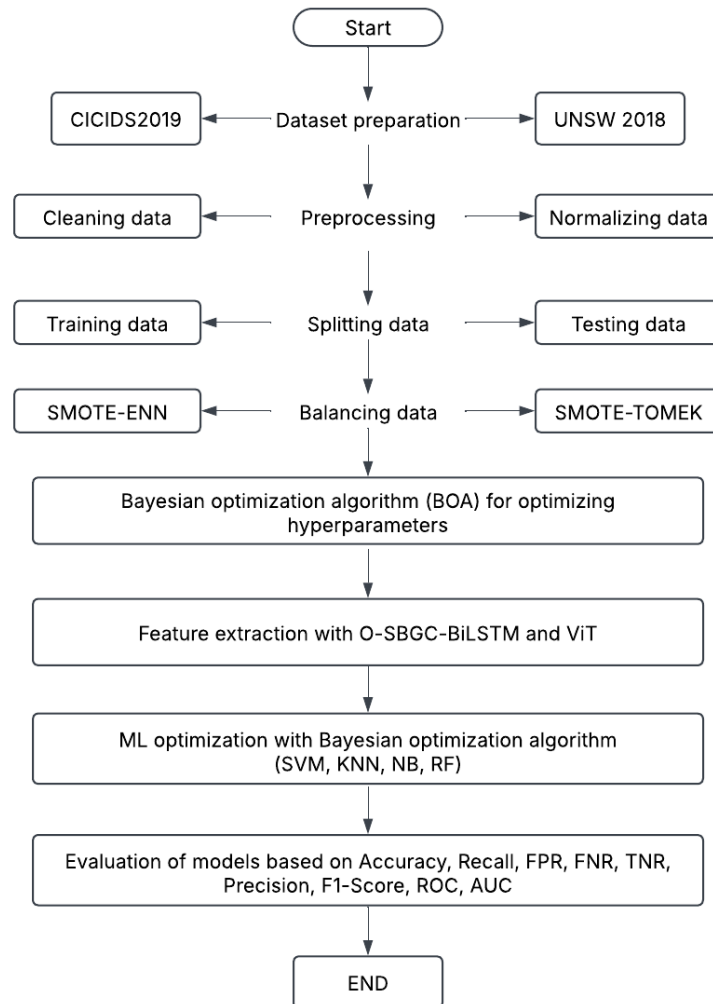 Start
CICIDS2019
Dataset preparation
UNSW 2018
Cleaning data
Preprocessing
Normalizing data
Training data
Splitting data
Testing data
SMOTE-ENN
Balancing data
SMOTE-TOMEK
Bayesian optimization algorithm (BOA) for optimizing
hyperparameters
Feature extraction with O-SBGC-BiLSTM and ViT
ML optimization with Bayesian optimization algorithm
(SVM, KNN, NB, RF)
Evaluation of models based on Accuracy, Recall, FPR, FNR, TNR,
Precision, F1-Score, ROC, AUC
END